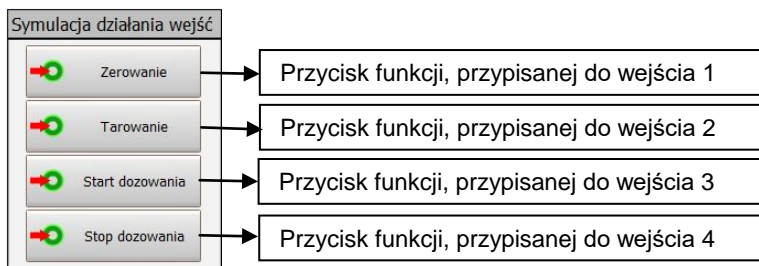 Symulacja działania wejść
Zerowanie
Przycisk funkcji, przypisanej do wejścia 1
Tarowanie
Przycisk funkcji, przypisanej do wejścia 2
Start dozowania
Przycisk funkcji, przypisanej do wejścia 3
Stop dozowania
Przycisk funkcji, przypisanej do wejścia 4